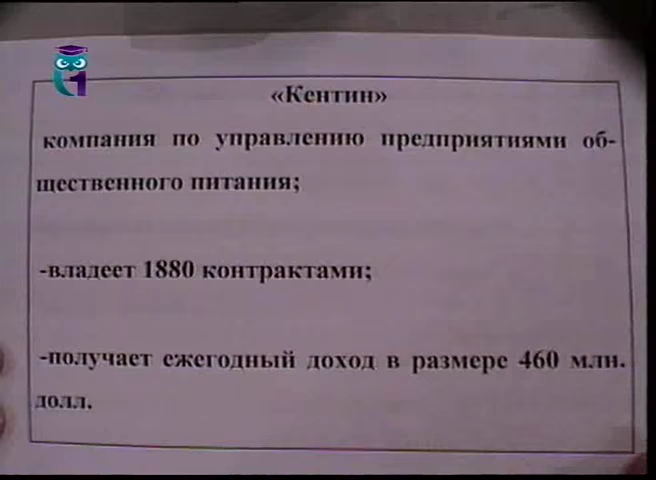 «Кентин»
компания по управлению предприятиями об-
щественного питания;
-владеет 1880 контрактами;
-получает ежегодный доход в размере 460 млн.
долл.